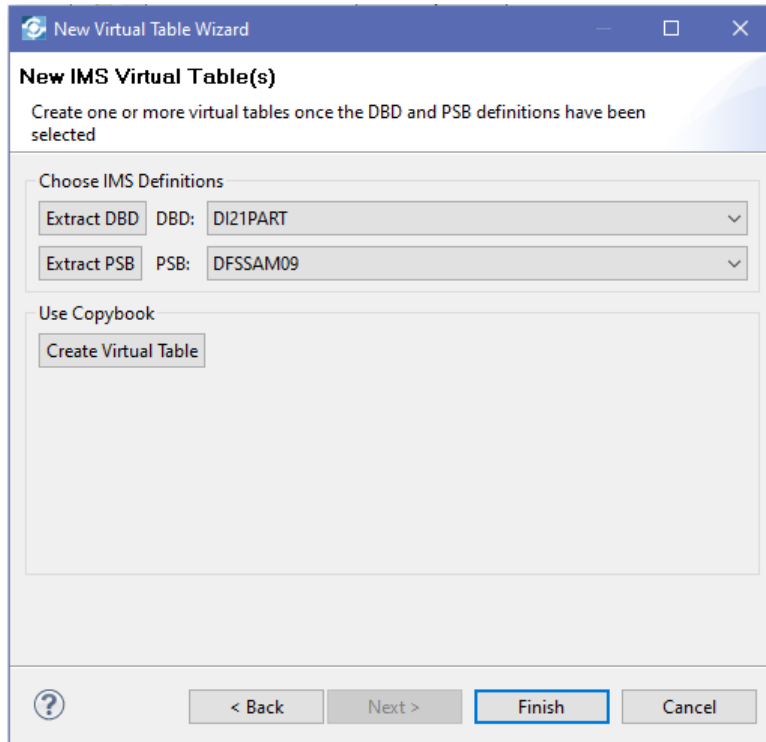 New Virtual Table Wizard
New IMS Virtual Table(s)
Create one or more virtual tables once the DBD and PSB definitions have been
selected
Choose IMS Definitions
Extract DBD DBD: DI21PART
Extract PSB PSB: DFSSAM09
Use Copybook
Create Virtual Table
? < Back Next > Finish Cancel